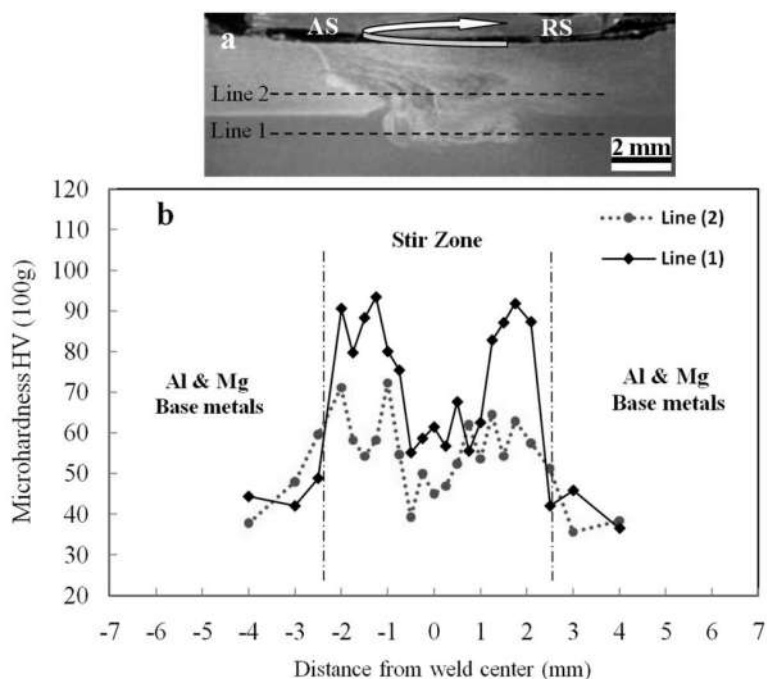 a
AS
RS
Line 2
Line 1
2 mm
120
110
100
90
80
70
60
50
40
30
20
Microhardness HV (100g)
b
Stir Zone
Line (2)
Line (1)
Al & Mg
Base metals
Al & Mg
Base metals
-7 -6 -5 -4 -3 -2 -1 0 1 2 3 4 5 6 7
Distance from weld center (mm)